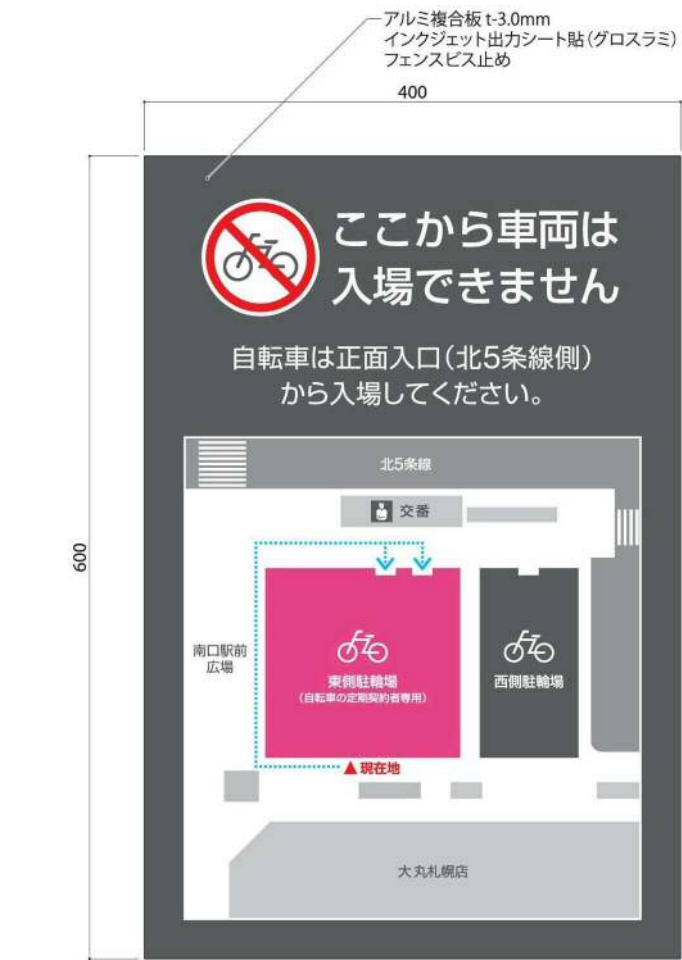 アルミ複合板 t-3.0mm
インクジェット出力シート貼（グロスラミ）
フェンスビス止め
400
600
ここから車両は
入場できません
自転車は正面入口（北5条線側）
から入場してください。
北5条線
交番
南口駅前
広場
東側駐輪場
（自転車の定期契約者専用）
西側駐輪場
▲現在地
大丸札幌店